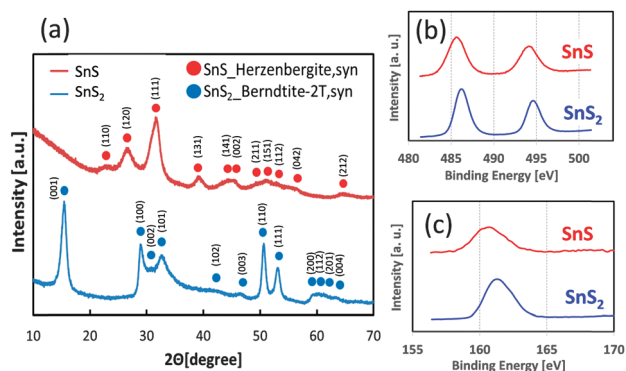 (a)
SnS
SnS2
SnS_Herzenbergite,syn
SnS2_Berndtite-2T,syn
(110)
(120)
(111)
(131)
(141)
(002)
(211)
(151)
(112)
(042)
(212)
(001)
(100)
(002)
(101)
(102)
(003)
(110)
(111)
(200)
(112)
(201)
(004)
Intensity [a.u.]
10 20 30 40 50 60 70
2Θ[degree]
(b)
SnS
SnS2
Intensity [a. u.]
480 485 490 495 500
Binding Energy [eV]
(c)
SnS
SnS2
Intensity [a. u.]
155 160 165 170
Binding Energy [eV]